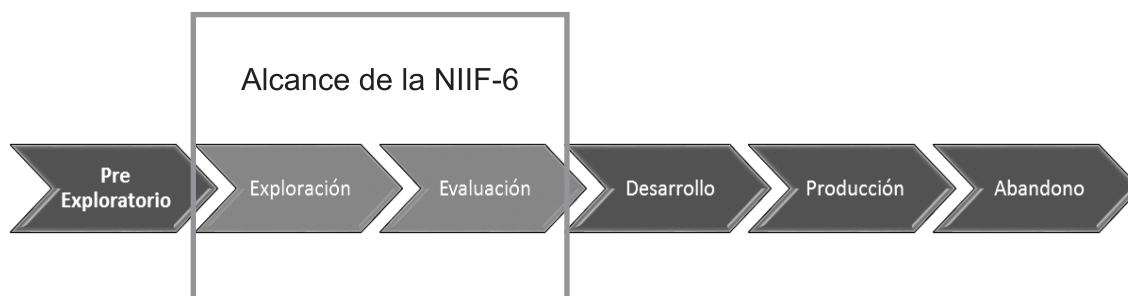 Alcance de la NIIF-6
Pre
Exploratorio
Exploración
Evaluación
Desarrollo
Producción
Abandono